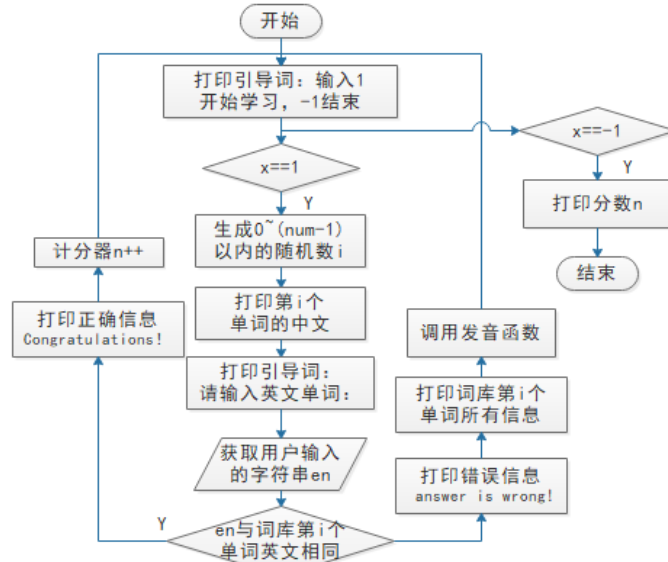 开始
打印引导词：输入1
开始学习，-1结束
x==-1
x==1
Y
Y
打印分数n
生成0~(num-1)
以内的随机数i
计分器n++
结束
打印第i个
单词的中文
打印正确信息
Congratulations!
调用发音函数
打印引导词：
请输入英文单词：
打印词库第i个
单词所有信息
获取用户输入
的字符串en
打印错误信息
answer is wrong!
Y
en与词库第i个
单词英文相同